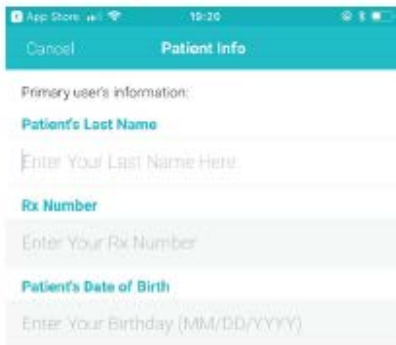 App Store 19:20
Cancel Patient Info
Primary user's information:
Patient's Last Name
Enter Your Last Name Here
Rx Number
Enter Your Rx Number
Patient's Date of Birth
Enter Your Birthday (MM/DD/YYYY)